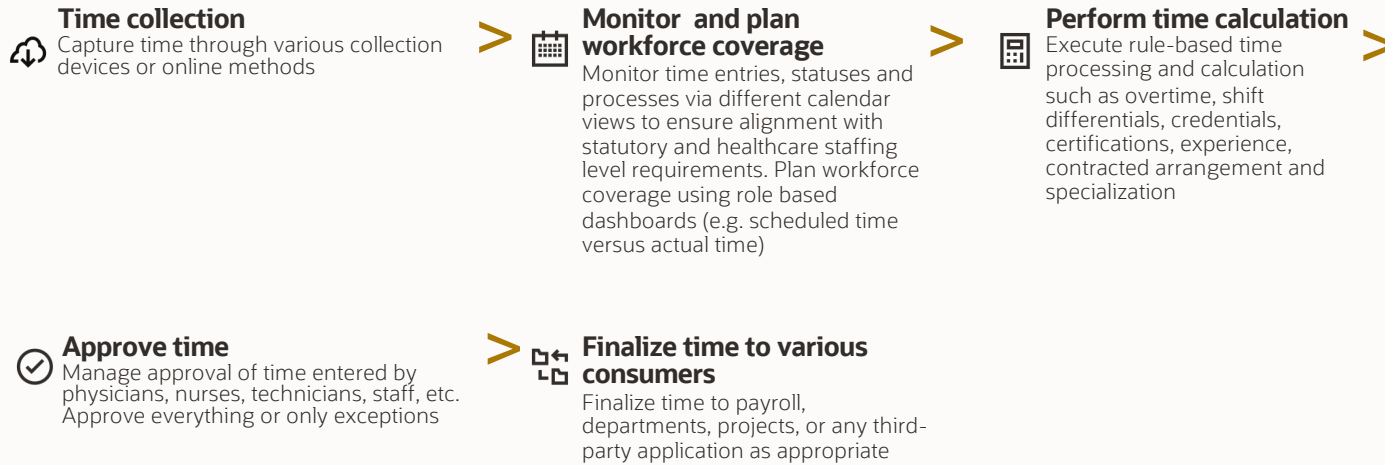 Time collection
Capture time through various collection
devices or online methods
>
Monitor and plan
workforce coverage
Monitor time entries, statuses and
processes via different calendar
views to ensure alignment with
statutory and healthcare staffing
level requirements. Plan workforce
coverage using role based
dashboards (e.g. scheduled time
versus actual time)
>
Perform time calculation
Execute rule-based time
processing and calculation
such as overtime, shift
differentials, credentials,
certifications, experience,
contracted arrangement and
specialization
>
Approve time
Manage approval of time entered by
physicians, nurses, technicians, staff, etc.
Approve everything or only exceptions
>
Finalize time to various
consumers
Finalize time to payroll,
departments, projects, or any third-
party application as appropriate